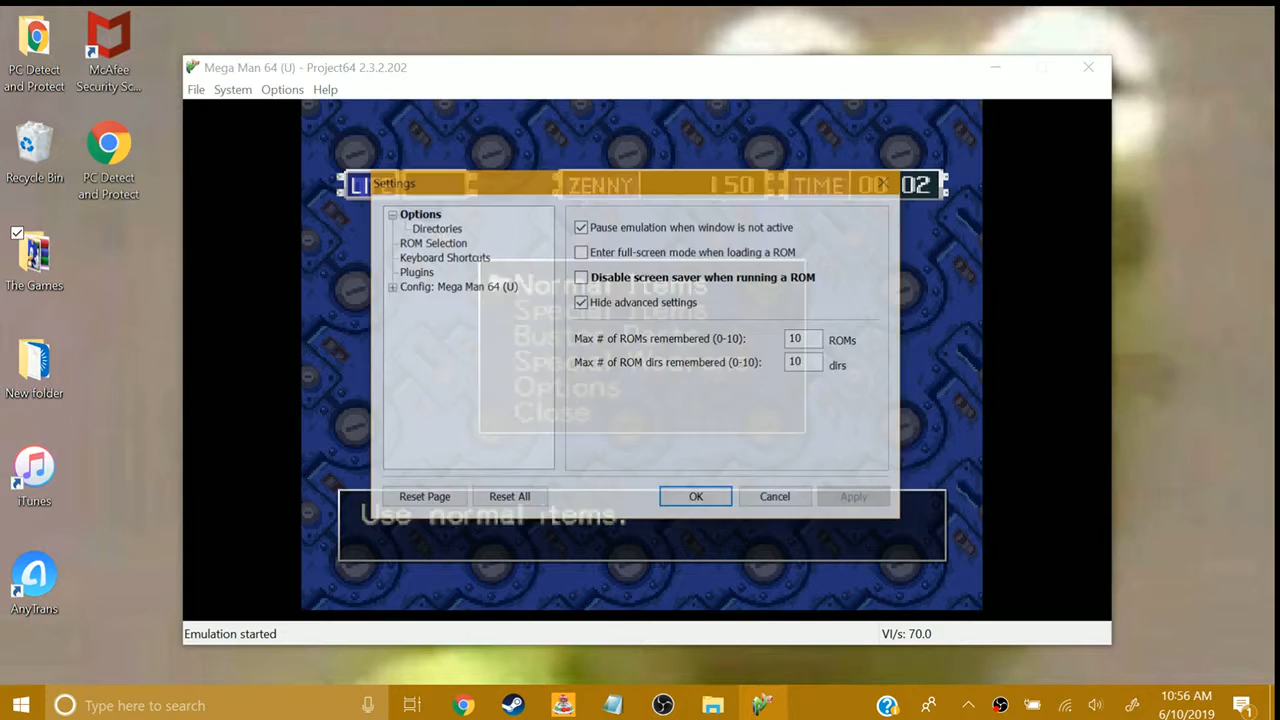 PC Detect
and Protect
McAfee
Security Sc...
Recycle Bin
PC Detect
and Protect
The Games
New folder
iTunes
AnyTrans
Mega Man 64 (U) - Project64 2.3.2.202
File System Options Help
LI
ZENNY 150 TIME 00 02
Settings
Options
Directories
ROM Selection
Keyboard Shortcuts
Plugins
Config: Mega Man 64 (U)
Pause emulation when window is not active
Enter full-screen mode when loading a ROM
Disable screen saver when running a ROM
Hide advanced settings
Max # of ROMs remembered (0-10): 10 ROMs
Max # of ROM dirs remembered (0-10): 10 dirs
Normal Items
Special Items
Buster Parts
Special
Options
Close
Reset Page Reset All OK Cancel Apply
Use normal items.
Emulation started VI/s: 70.0
Type here to search
10:56 AM
6/10/2019
1